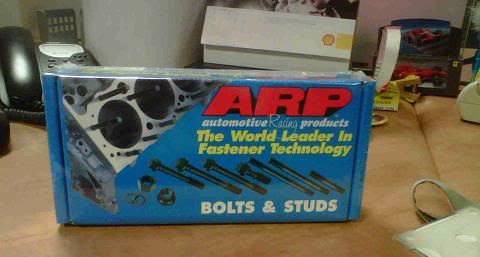 ARP
automotive Racing products
The World Leader In
Fastener Technology
BOLTS & STUDS